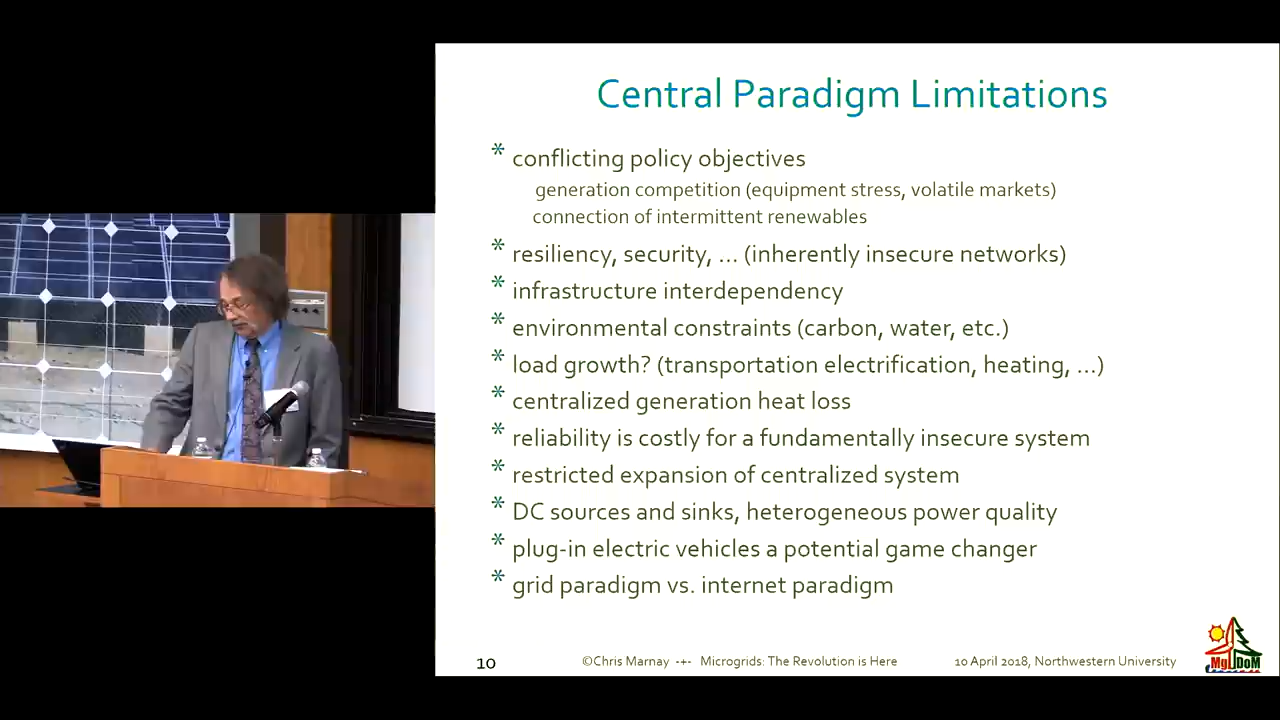 Central Paradigm Limitations
* conflicting policy objectives
generation competition (equipment stress, volatile markets)
connection of intermittent renewables
* resiliency, security, ... (inherently insecure networks)
* infrastructure interdependency
* environmental constraints (carbon, water, etc.)
* load growth? (transportation electrification, heating, ...)
* centralized generation heat loss
* reliability is costly for a fundamentally insecure system
* restricted expansion of centralized system
* DC sources and sinks, heterogeneous power quality
* plug-in electric vehicles a potential game changer
* grid paradigm vs. internet paradigm
10 ©Chris Marnay -+- Microgrids: The Revolution is Here 10 April 2018, Northwestern University
Mg DoM